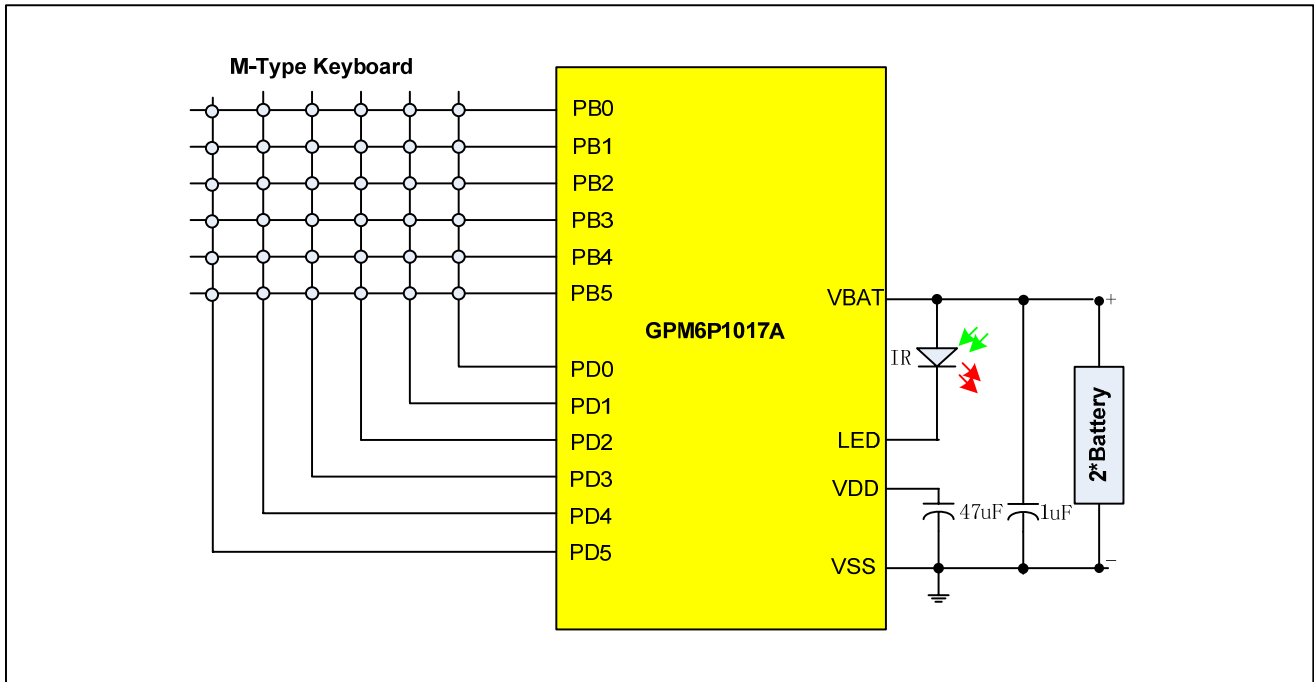 M-Type Keyboard
PB0
PB1
PB2
PB3
PB4
PB5
PD0
PD1
PD2
PD3
PD4
PD5
GPM6P1017A
VBAT
LED
VDD
VSS
IR
47uF
1uF
+
2*Battery
-